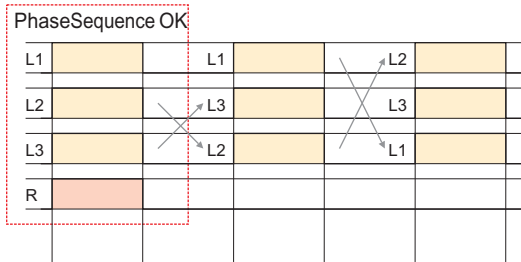 PhaseSequence OK
L1 L1 L2
L2 L3 L3
L3 L2 L1
R